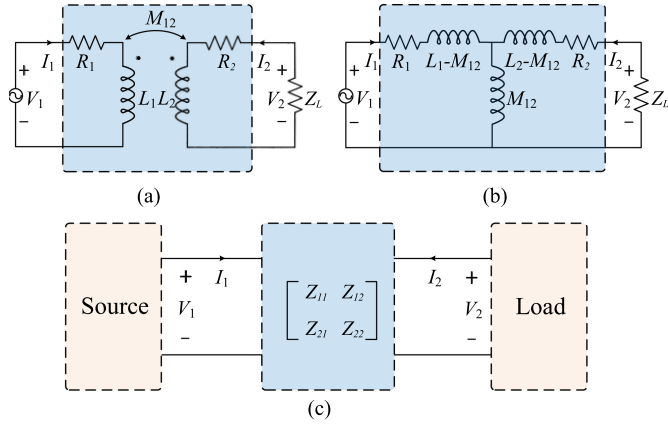 M12
I1 R1 R2 I2
+ +
V1 L1 L2 V2 ZL
− −
(a)
I1 R1 L1-M12 L2-M12 R2 I2
+ +
V1 M12 V2 ZL
− −
(b)
Source I1 I2 Load
+ +
V1 Z11 Z12 V2
− Z21 Z22 −
(c)